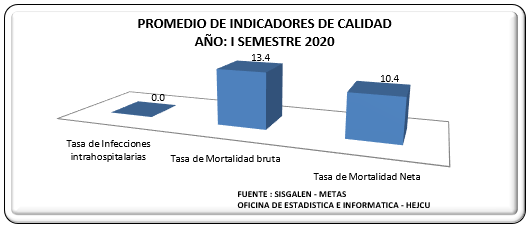 PROMEDIO DE INDICADORES DE CALIDAD
AÑO: I SEMESTRE 2020
0.0
13.4
10.4
Tasa de Infecciones
intrahospitalarias
Tasa de Mortalidad bruta
Tasa de Mortalidad Neta
FUENTE : SISGALEN - METAS
OFICINA DE ESTADISTICA E INFORMATICA - HEJCU